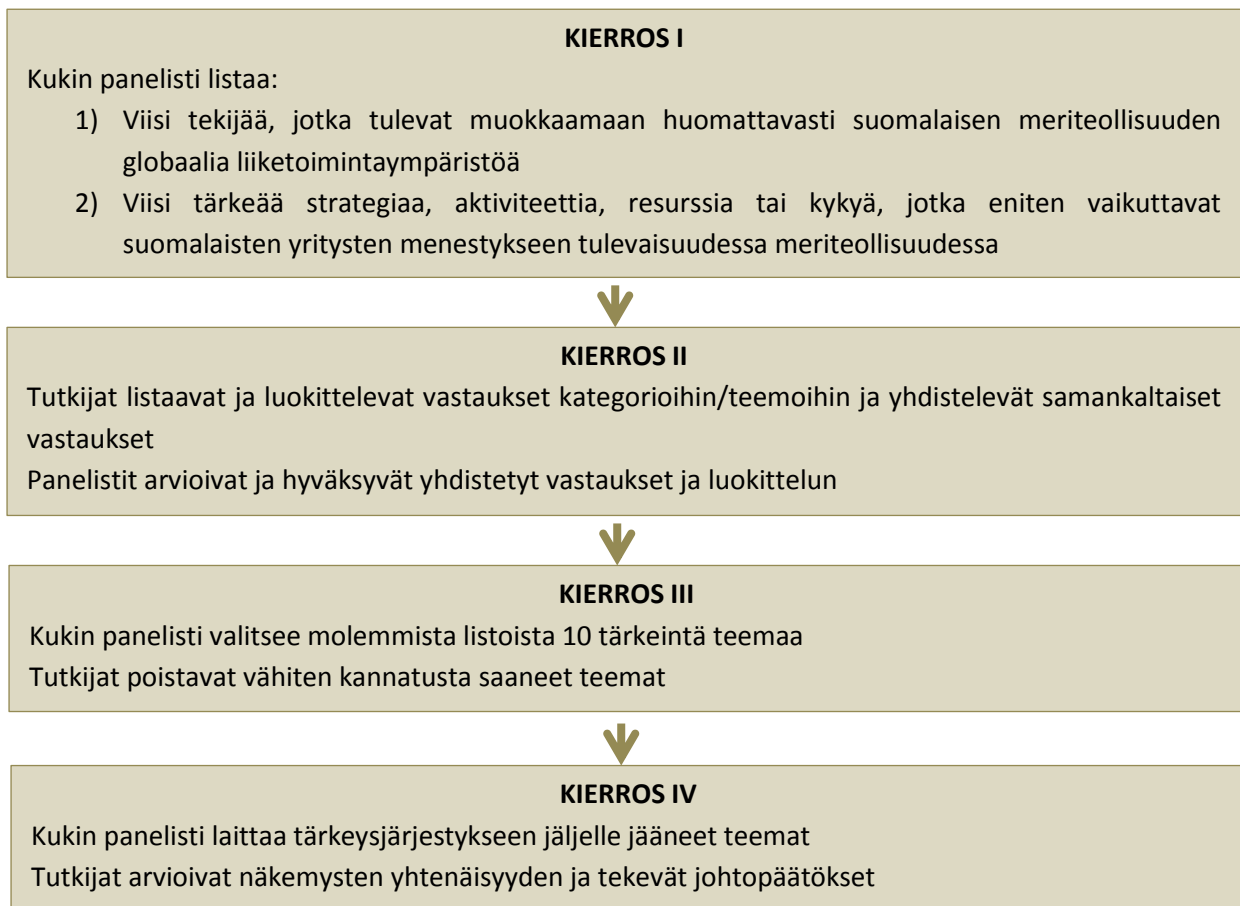 KIERROS I
Kukin panelisti listaa:
1) Viisi tekijää, jotka tulevat muokkaamaan huomattavasti suomalaisen meriteollisuuden
globaalia liiketoimintaympäristöä
2) Viisi tärkeää strategiaa, aktiviteettia, resurssia tai kykyä, jotka eniten vaikuttavat
suomalaisten yritysten menestykseen tulevaisuudessa meriteollisuudessa
KIERROS II
Tutkijat listaavat ja luokittelevat vastaukset kategorioihin/teemoihin ja yhdistelevät samankaltaiset
vastaukset
Panelistit arvioivat ja hyväksyvät yhdistetyt vastaukset ja luokittelun
KIERROS III
Kukin panelisti valitsee molemmista listoista 10 tärkeintä teemaa
Tutkijat poistavat vähiten kannatusta saaneet teemat
KIERROS IV
Kukin panelisti laittaa tärkeysjärjestykseen jäljelle jääneet teemat
Tutkijat arvioivat näkemysten yhtenäisyyden ja tekevät johtopäätökset